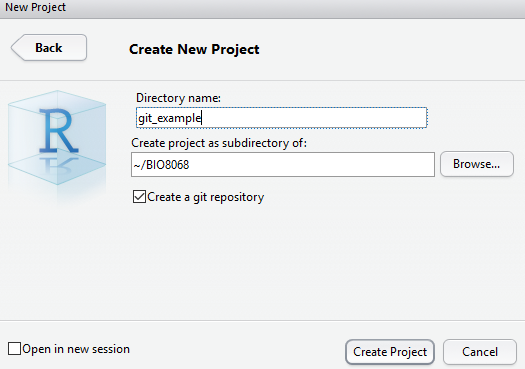 New Project
Back
Create New Project
R
Directory name:
git_example
Create project as subdirectory of:
~/BIO8068
Browse...
Create a git repository
Open in new session
Create Project
Cancel